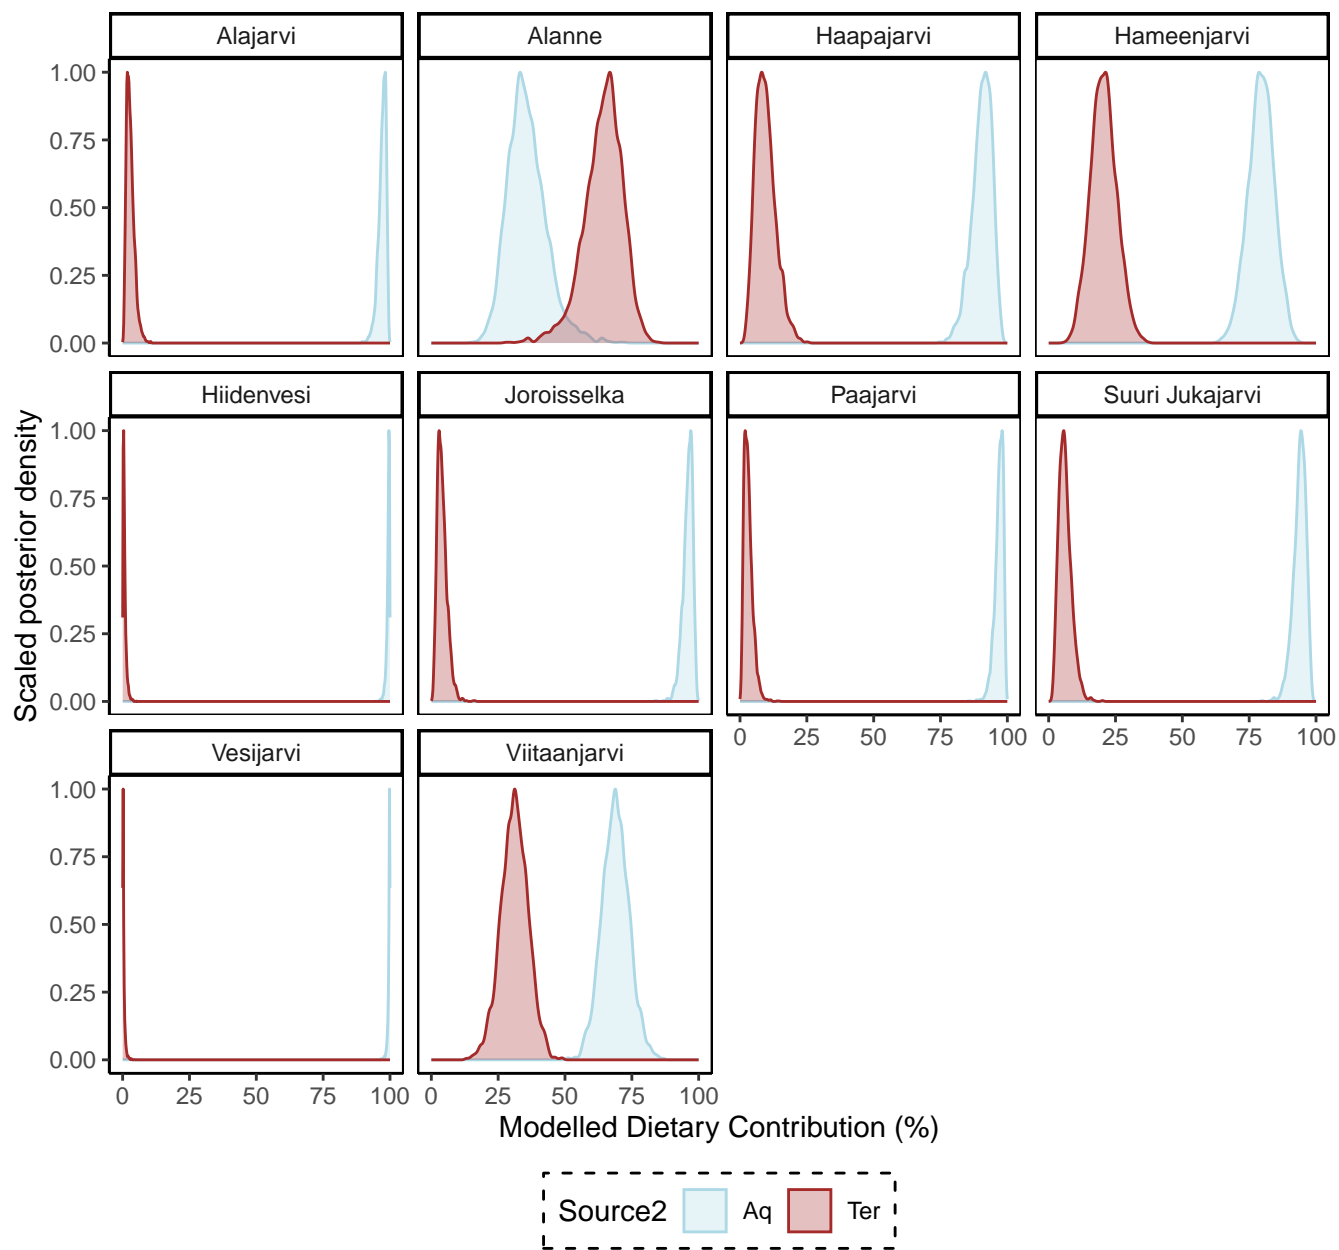 Alajarvi Alanne Haapajarvi Hameenjarvi
1.00
0.75
0.50
0.25
0.00
Hiidenvesi Joroisselka Paajarvi Suuri Jukajarvi
1.00
0.75
0.50
0.25
0.00
0 25 50 75 100 0 25 50 75 100
Vesijarvi Viitaanjarvi
1.00
0.75
0.50
0.25
0.00
0 25 50 75 100 0 25 50 75 100
Scaled posterior density
Modelled Dietary Contribution (%)
Source2 Aq Ter